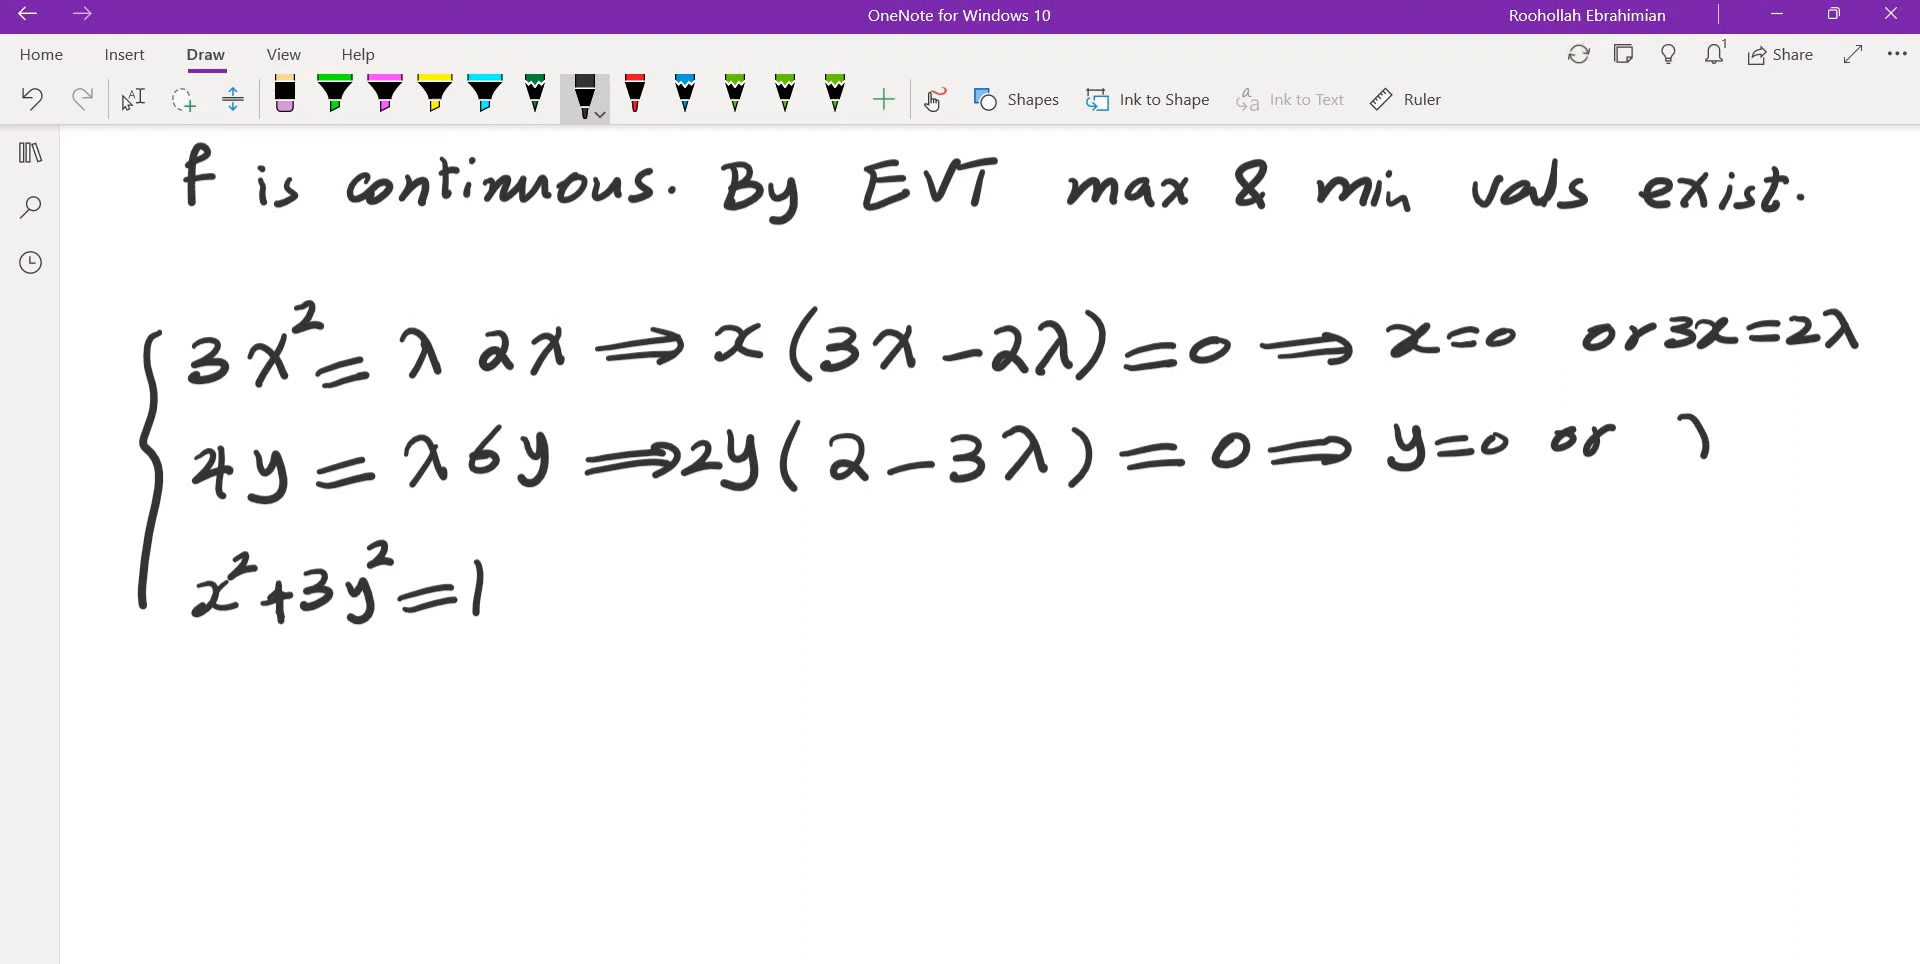 OneNote for Windows 10 Roohollah Ebrahimian
Home Insert Draw View Help 1 Share
Shapes Ink to Shape Ink to Text Ruler
f is continuous. By EVT max & min vals exist.
3x² = λ 2x ⟹ x(3x − 2λ) = 0 ⟹ x = 0 or 3x = 2λ
4y = λ 6y ⟹ 2y(2 − 3λ) = 0 ⟹ y = 0 or
x² + 3y² = 1